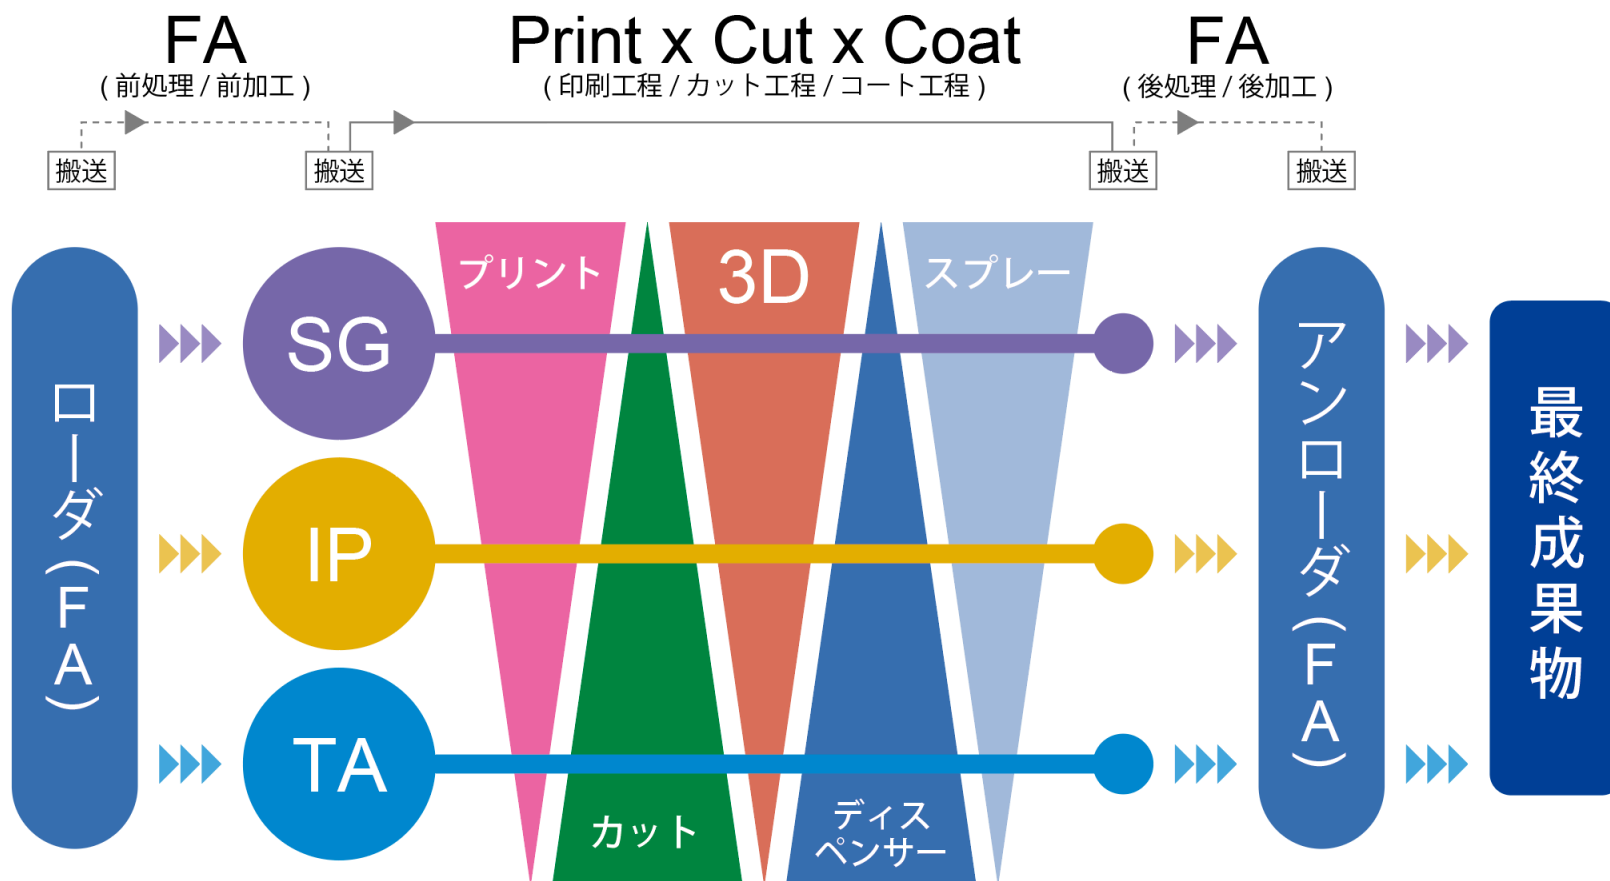 FA
( 前処理 / 前加工 )
Print x Cut x Coat
( 印刷工程 / カット工程 / コート工程 )
FA
( 後処理 / 後加工 )
搬送
搬送
搬送
搬送
ローダ(FA)
SG
IP
TA
プリント
3D
スプレー
カット
ディス
ペンサー
アンローダ(FA)
最終成果物